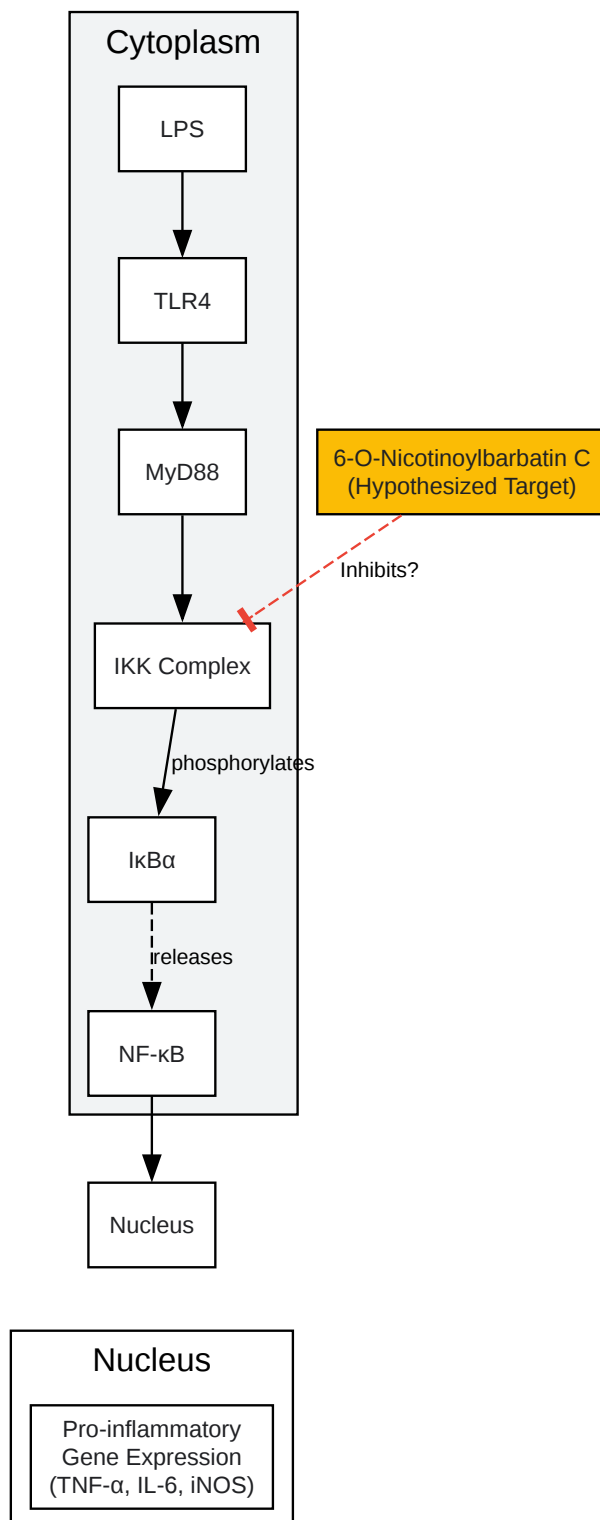 Cytoplasm
LPS
TLR4
MyD88
6-O-Nicotinoylbarbatin C
(Hypothesized Target)
Inhibits?
IKK Complex
phosphorylates
IκBα
releases
NF-κB
Nucleus
Nucleus
Pro-inflammatory
Gene Expression
(TNF-α, IL-6, iNOS)